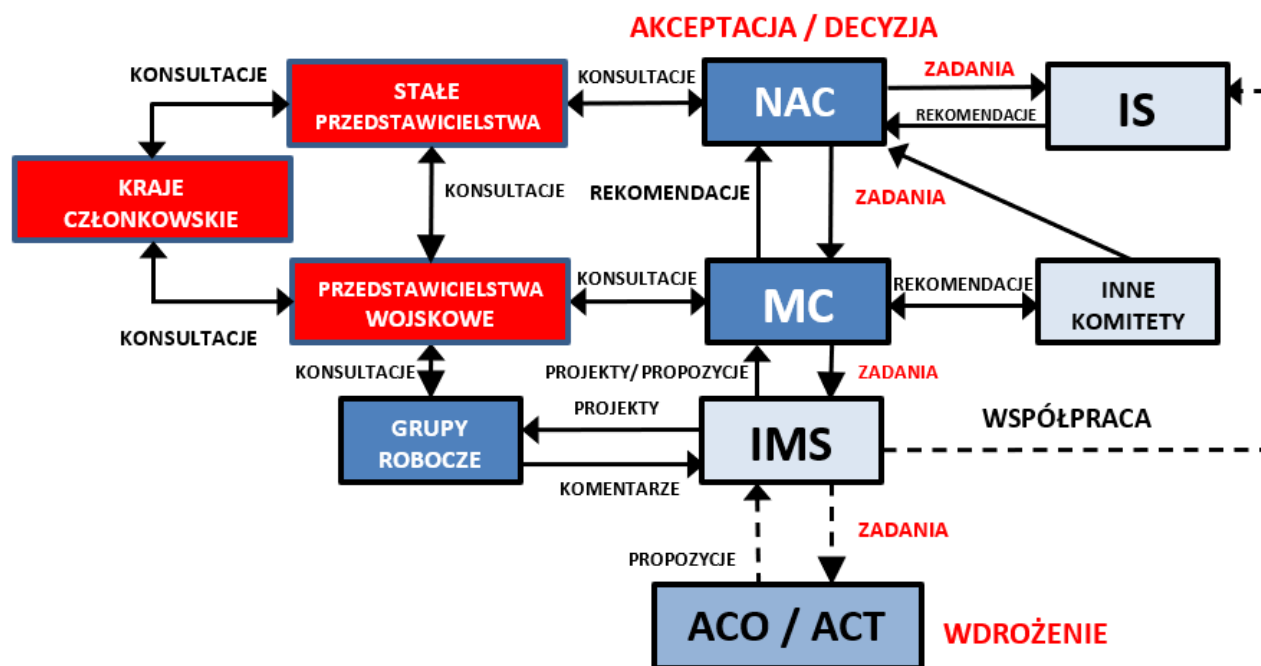 AKCEPTACJA / DECYZJA
KONSULTACJE
STAŁE
PRZEDSTAWICIELSTWA
KONSULTACJE
NAC
ZADANIA
REKOMENDACJE
IS
KRAJE
CZŁONKOWSKIE
KONSULTACJE
REKOMENDACJE
ZADANIA
KONSULTACJE
PRZEDSTAWICIELSTWA
WOJSKOWE
KONSULTACJE
MC
REKOMENDACJE
INNE
KOMITETY
KONSULTACJE
PROJEKTY/ PROPOZYCJE
ZADANIA
GRUPY
ROBOCZE
PROJEKTY
KOMENTARZE
IMS
WSPÓŁPRACA
PROPOZYCJE
ZADANIA
ACO / ACT
WDROŻENIE